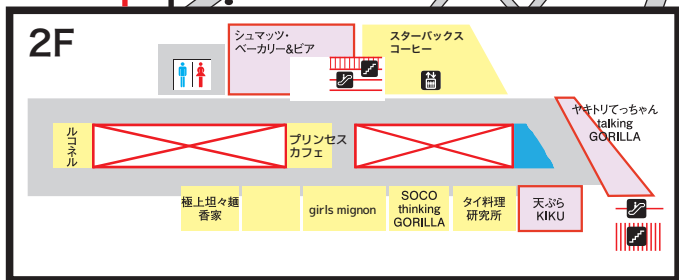 2F
シュマッツ・
ベーカリー&ビア
スターバックス
コーヒー
ヤキトリてっちゃん
talking
GORILLA
ルコネル
プリンセス
カフェ
極上坦々麺
香家
girls mignon
SOCO
thinking
GORILLA
タイ料理
研究所
天ぷら
KIKU